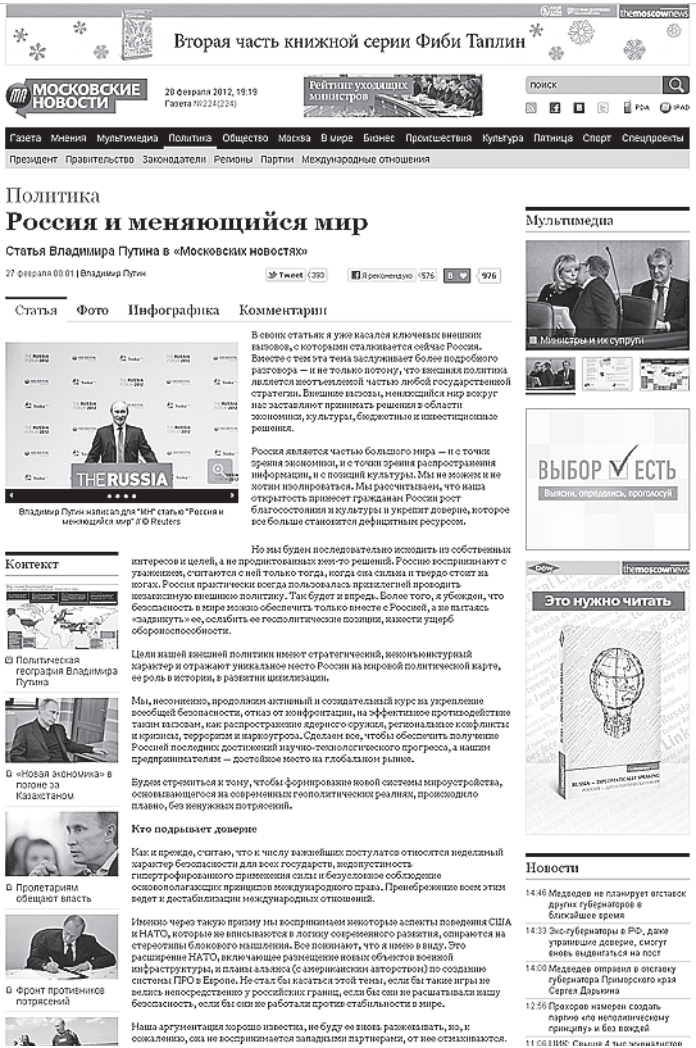 themoscownews
Вторая часть книжной серии Фиби Таплин
МОСКОВСКИЕ
НОВОСТИ
28 февраля 2012, 19:19
Газета №224(224)
Рейтинг уходящих
министров
поиск
PDA
IPAD
Газета Мнения Мультимедиа Политика Общество Москва В мире Бизнес Происшествия Культура Пятница Спорт Спецпроекты
Президент Правительство Законодатели Регионы Партии Международные отношения
Политика
Россия и меняющийся мир
Статья Владимира Путина в «Московских новостях»
27 февраля 00:01 | Владимир Путин
Tweet 393
Я рекомендую 576
В 976
Статья Фото Инфографика Комментарии
THE RUSSIA
Владимир Путин написал для "МН" статью "Россия и
меняющийся мир" // © Reuters
В своих статьях я уже касался ключевых внешних
вызовов, с которыми сталкивается сейчас Россия.
Вместе с тем эта тема заслуживает более подробного
разговора — и не только потому, что внешняя политика
является неотъемлемой частью любой государственной
стратегии. Внешние вызовы, меняющийся мир вокруг
нас заставляют принимать решения в области
экономики, культуры, бюджетные и инвестиционные
решения.
Россия является частью большого мира — и с точки
зрения экономики, и с точки зрения распространения
информации, и с позиций культуры. Мы не можем и не
хотим изолироваться. Мы рассчитываем, что наша
открытость принесет гражданам России рост
благосостояния и культуры и укрепит доверие, которое
все больше становится дефицитным ресурсом.
Но мы будем последовательно исходить из собственных
интересов и целей, а не продиктованных кем-то решений. Россию воспринимают с
уважением, считаются с ней только тогда, когда она сильна и твердо стоит на
ногах. Россия практически всегда пользовалась привилегией проводить
независимую внешнюю политику. Так будет и впредь. Более того, я убежден, что
безопасность в мире можно обеспечить только вместе с Россией, а не пытаясь
«задвинуть» ее, ослабить ее геополитические позиции, нанести ущерб
обороноспособности.
Цели нашей внешней политики имеют стратегический, неконъюнктурный
характер и отражают уникальное место России на мировой политической карте,
ее роль в истории, в развитии цивилизации.
Мы, несомненно, продолжим активный и созидательный курс на укрепление
всеобщей безопасности, отказ от конфронтации, на эффективное противодействие
таким вызовам, как распространение ядерного оружия, региональные конфликты
и кризисы, терроризм и наркоугроза. Сделаем все, чтобы обеспечить получение
Россией последних достижений научно-технологического прогресса, а нашим
предпринимателям — достойное место на глобальном рынке.
Будем стремиться к тому, чтобы формирование новой системы мироустройства,
основывающегося на современных геополитических реалиях, происходило
плавно, без ненужных потрясений.
Кто подрывает доверие
Как и прежде, считаю, что к числу важнейших постулатов относятся неделимый
характер безопасности для всех государств, недопустимость
гипертрофированного применения силы и безусловное соблюдение
основополагающих принципов международного права. Пренебрежение всем этим
ведет к дестабилизации международных отношений.
Именно через такую призму мы воспринимаем некоторые аспекты поведения США
и НАТО, которые не вписываются в логику современного развития, опираются на
стереотипы блокового мышления. Все понимают, что я имею в виду. Это
расширение НАТО, включающее размещение новых объектов военной
инфраструктуры, и планы альянса (с американским авторством) по созданию
системы ПРО в Европе. Не стал бы касаться этой темы, если бы такие игры не
велись непосредственно у российских границ, если бы они не расшатывали нашу
безопасность, если бы они не работали против стабильности в мире.
Наша аргументация хорошо известна, не буду ее вновь разжевывать, но, к
сожалению, она не воспринимается западными партнерами, от нее отмахиваются.
Контекст
Политическая
география Владимира
Путина
«Новая экономика» в
погоне за
Казахстаном
Пролетариям
обещают власть
Фронт противников
потрясений
Мультимедиа
Министры и их супруги
ВЫБОР ЕСТЬ
Выясни, определись, проголосуй
Dow
themoscownews
Это нужно читать
RUSSIA — DIPLOMATICALLY SPEAKING
Новости
14:46 Медведев не планирует отставок
других губернаторов в
ближайшее время
14:33 Экс-губернаторы в РФ, даже
утратившие доверие, смогут
вновь выдвигаться на пост
14:00 Медведев отправил в отставку
губернатора Приморского края
Сергея Дарькина
12:56 Прохоров намерен создать
партию «по неполитическому
принципу» и без вождей
11:06 ЦИК: Свыше 4 тыс журналистов